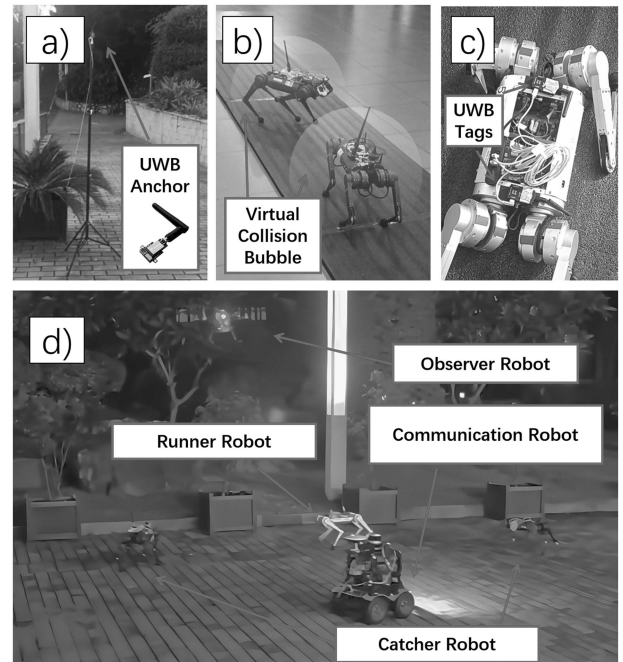 a)
UWB
Anchor
b)
Virtual
Collision
Bubble
c)
UWB
Tags
d)
Observer Robot
Runner Robot
Communication Robot
Catcher Robot